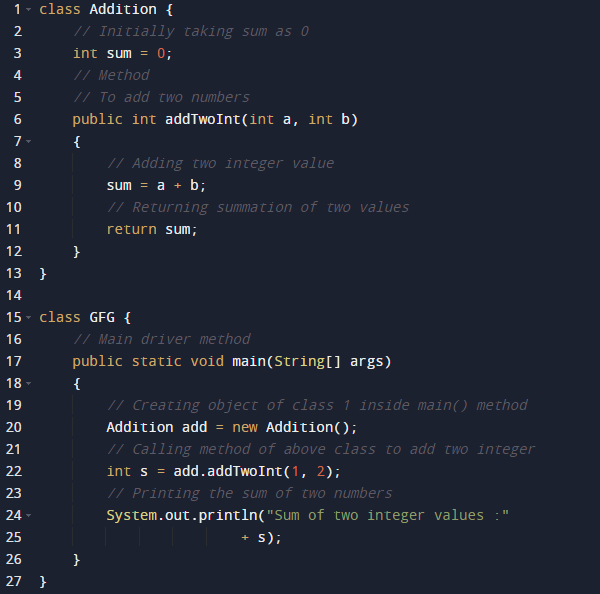 1 class Addition {
2     // Initially taking sum as 0
3     int sum = 0;
4     // Method
5     // To add two numbers
6     public int addTwoInt(int a, int b)
7     {
8         // Adding two integer value
9         sum = a + b;
10         // Returning summation of two values
11         return sum;
12     }
13 }
14
15 class GFG {
16     // Main driver method
17     public static void main(String[] args)
18     {
19         // Creating object of class 1 inside main() method
20         Addition add = new Addition();
21         // Calling method of above class to add two integer
22         int s = add.addTwoInt(1, 2);
23         // Printing the sum of two numbers
24         System.out.println("Sum of two integer values :"
25                         + s);
26     }
27 }